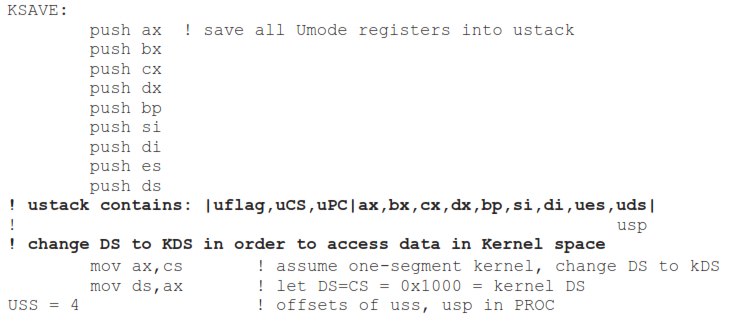 KSAVE:
push ax ! save all Umode registers into ustack
push bx
push cx
push dx
push bp
push si
push di
push es
push ds
! ustack contains: |uflag,uCS,uPC|ax,bx,cx,dx,bp,si,di,ues,uds|
! usp
! change DS to KDS in order to access data in Kernel space
mov ax,cs ! assume one-segment kernel, change DS to kDS
mov ds,ax ! let DS=CS = 0x1000 = kernel DS
USS = 4 ! offsets of uss, usp in PROC